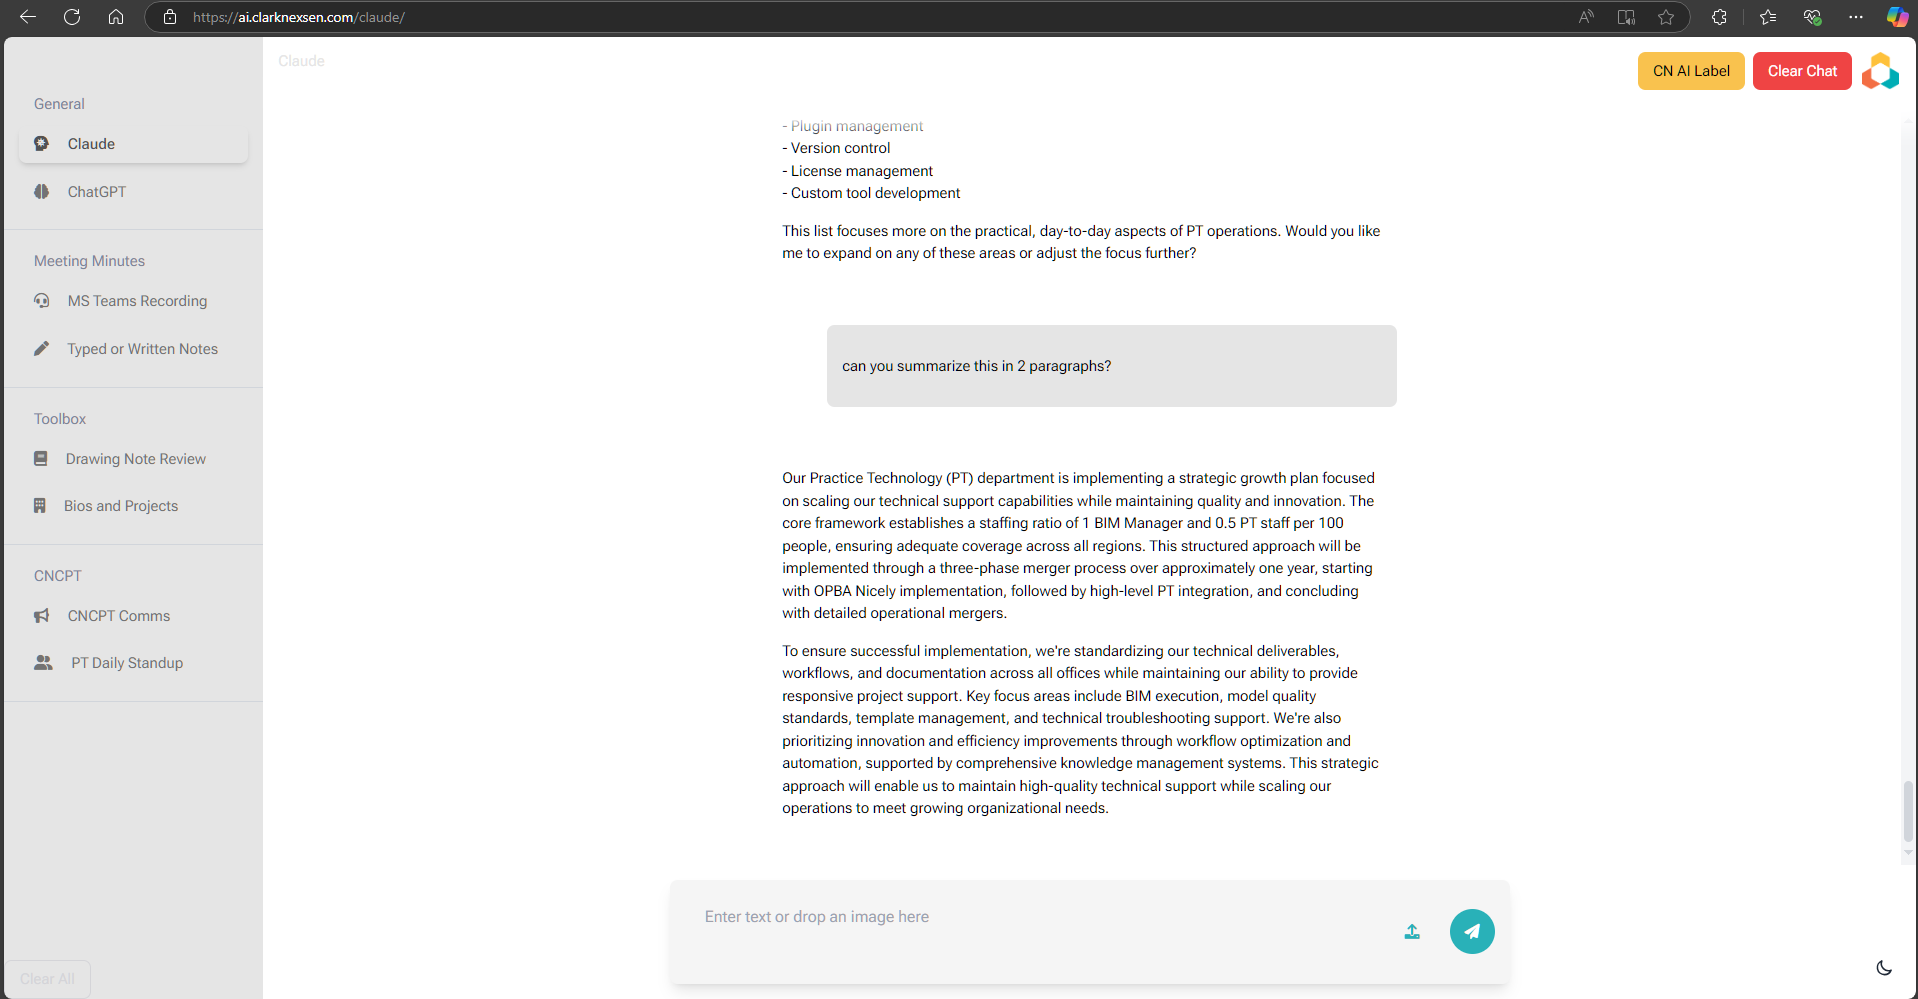 https://ai.clarknexsen.com/claude/
General
Claude
ChatGPT
Meeting Minutes
MS Teams Recording
Typed or Written Notes
Toolbox
Drawing Note Review
Bios and Projects
CNCPT
CNCPT Comms
PT Daily Standup
Clear All
Claude
CN AI Label
Clear Chat
- Plugin management
- Version control
- License management
- Custom tool development
This list focuses more on the practical, day-to-day aspects of PT operations. Would you like
me to expand on any of these areas or adjust the focus further?
can you summarize this in 2 paragraphs?
Our Practice Technology (PT) department is implementing a strategic growth plan focused
on scaling our technical support capabilities while maintaining quality and innovation. The
core framework establishes a staffing ratio of 1 BIM Manager and 0.5 PT staff per 100
people, ensuring adequate coverage across all regions. This structured approach will be
implemented through a three-phase merger process over approximately one year, starting
with OPBA Nicely implementation, followed by high-level PT integration, and concluding
with detailed operational mergers.
To ensure successful implementation, we're standardizing our technical deliverables,
workflows, and documentation across all offices while maintaining our ability to provide
responsive project support. Key focus areas include BIM execution, model quality
standards, template management, and technical troubleshooting support. We're also
prioritizing innovation and efficiency improvements through workflow optimization and
automation, supported by comprehensive knowledge management systems. This strategic
approach will enable us to maintain high-quality technical support while scaling our
operations to meet growing organizational needs.
Enter text or drop an image here